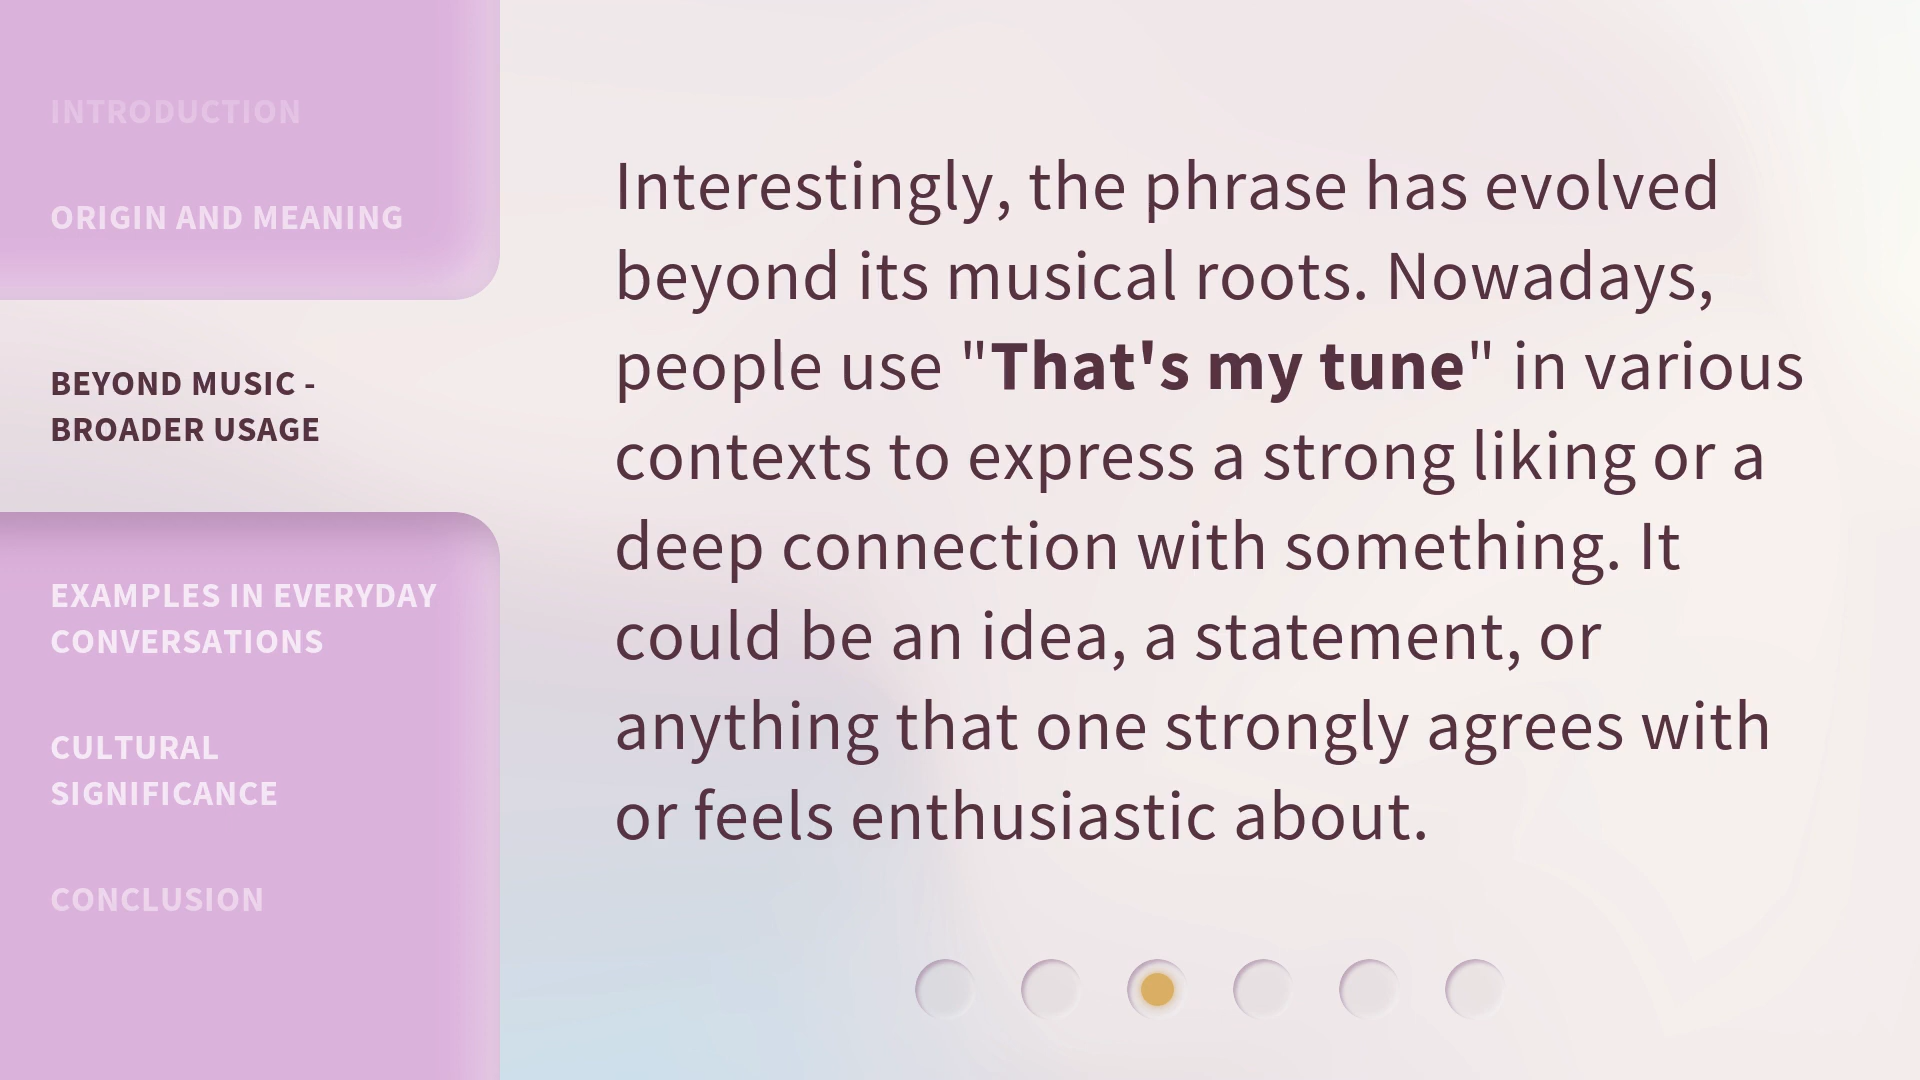 INTRODUCTION
ORIGIN AND MEANING
BEYOND MUSIC -
BROADER USAGE
EXAMPLES IN EVERYDAY
CONVERSATIONS
CULTURAL
SIGNIFICANCE
CONCLUSION
Interestingly, the phrase has evolved
beyond its musical roots. Nowadays,
people use "That's my tune" in various
contexts to express a strong liking or a
deep connection with something. It
could be an idea, a statement, or
anything that one strongly agrees with
or feels enthusiastic about.